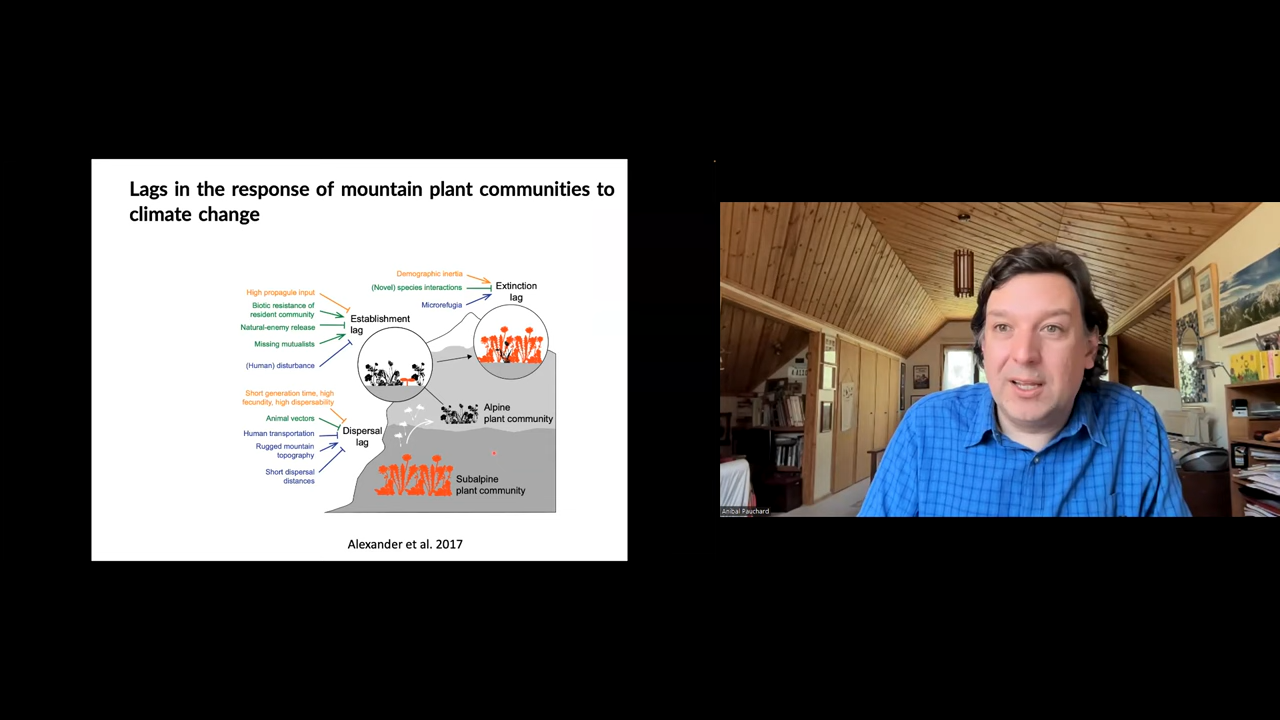 Lags in the response of mountain plant communities to
climate change
Demographic inertia
(Novel) species interactions
Microrefugia
Extinction
lag
High propagule input
Biotic resistance of
resident community
Natural-enemy release
Missing mutualists
(Human) disturbance
Establishment
lag
Short generation time, high
fecundity, high dispersability
Animal vectors
Human transportation
Rugged mountain
topography
Short dispersal
distances
Dispersal
lag
Alpine
plant community
Subalpine
plant community
Alexander et al. 2017
Aníbal Pauchard